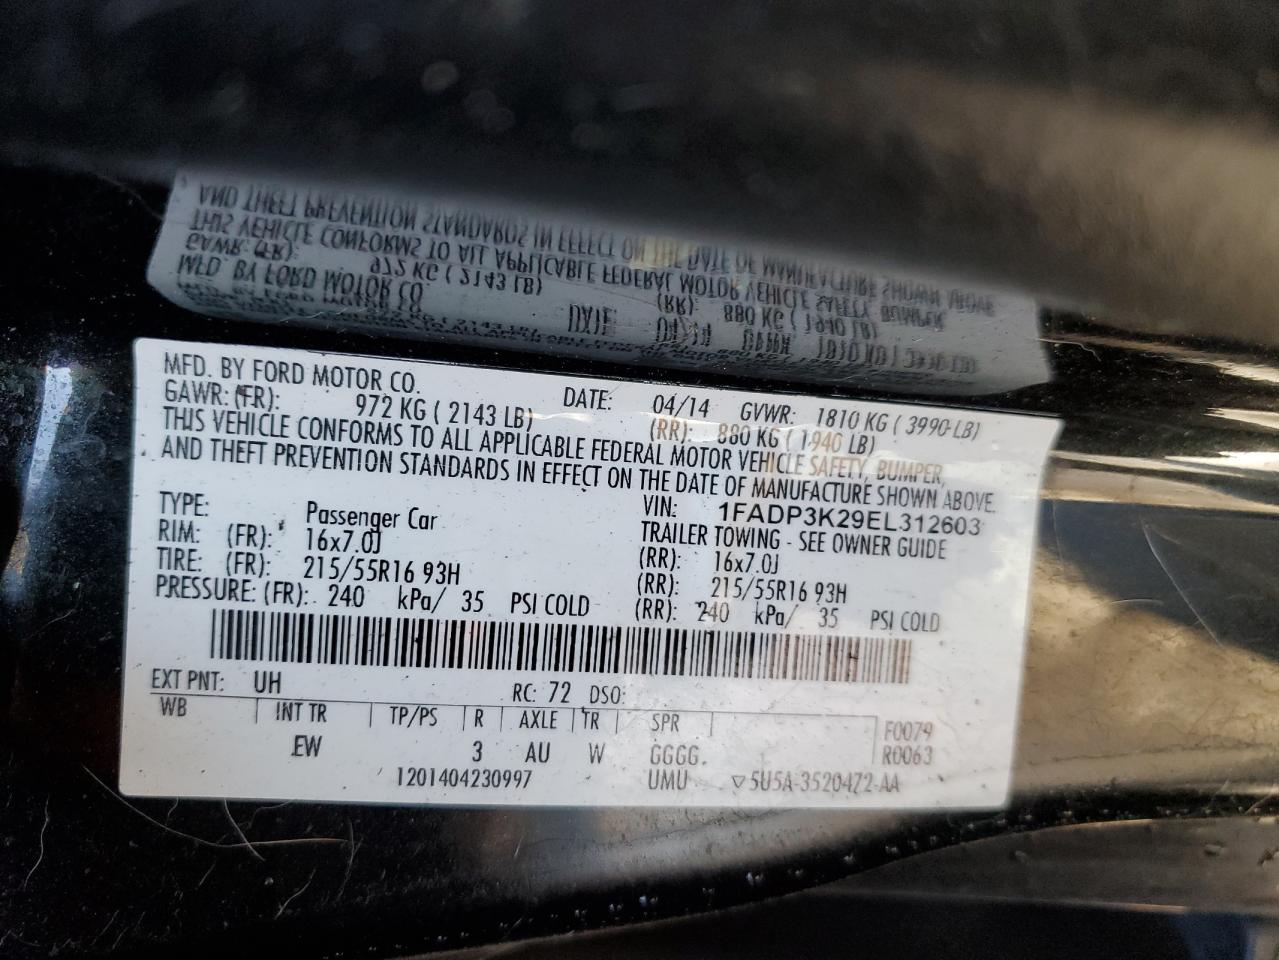 MFD. BY FORD MOTOR CO. DATE: 04/14 GVWR: 1810 KG ( 3990 LB)
GAWR: (FR): 972 KG ( 2143 LB) (RR): 880 KG ( 1940 LB)
THIS VEHICLE CONFORMS TO ALL APPLICABLE FEDERAL MOTOR VEHICLE SAFETY, BUMPER,
AND THEFT PREVENTION STANDARDS IN EFFECT ON THE DATE OF MANUFACTURE SHOWN ABOVE.
VIN: 1FADP3K29EL312603
TYPE: Passenger Car TRAILER TOWING - SEE OWNER GUIDE
RIM: (FR): 16x7.0J (RR): 16x7.0J
TIRE: (FR): 215/55R16 93H (RR): 215/55R16 93H
PRESSURE: (FR): 240 kPa/ 35 PSI COLD (RR): 240 kPa/ 35 PSI COLD
EXT PNT: UH RC: 72 DSO:
WB INT TR TP/PS R AXLE TR SPR F0079
EW 3 AU W GGGG. R0063
1201404230997 UMU ▽5U5A-3520472-AA